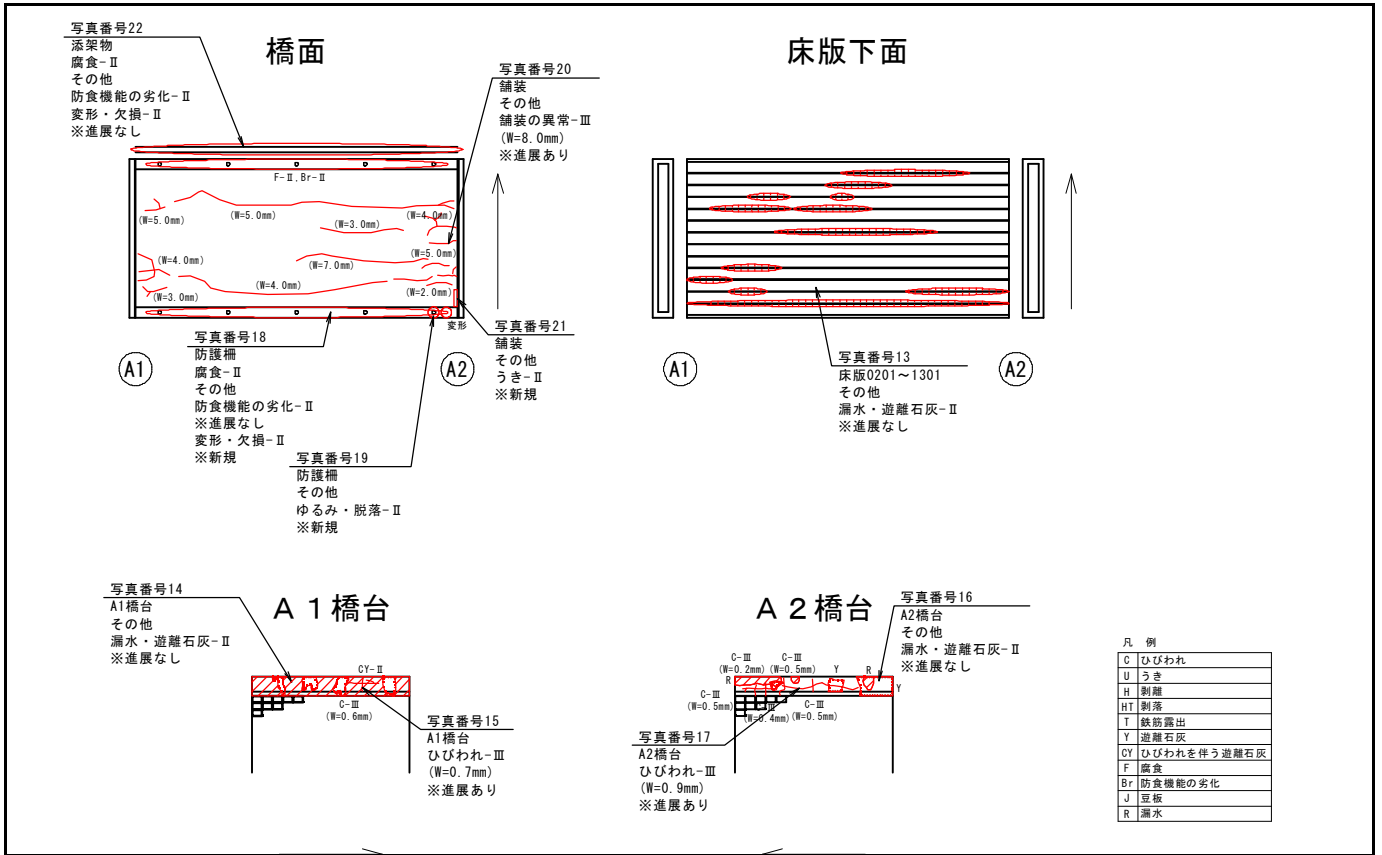 写真番号22
添架物
腐食-Ⅱ
その他
防食機能の劣化-Ⅱ
変形・欠損-Ⅱ
※進展なし
橋面
写真番号20
舗装
その他
舗装の異常-Ⅲ
(W=8.0mm)
※進展あり
F-Ⅱ,Br-Ⅱ
(W=5.0mm)
(W=5.0mm)
(W=4.0mm)
(W=3.0mm)
(W=5.0mm)
(W=4.0mm)
(W=7.0mm)
(W=4.0mm)
(W=3.0mm)
(W=2.0mm)
変形
A1
A2
写真番号18
防護柵
腐食-Ⅱ
その他
防食機能の劣化-Ⅱ
※進展なし
変形・欠損-Ⅱ
※新規
写真番号19
防護柵
その他
ゆるみ・脱落-Ⅱ
※新規
写真番号21
舗装
その他
うき-Ⅱ
※新規
床版下面
A1
A2
写真番号13
床版0201～1301
その他
漏水・遊離石灰-Ⅱ
※進展なし
写真番号14
A1橋台
その他
漏水・遊離石灰-Ⅱ
※進展なし
Ａ１橋台
CY-Ⅱ
C-Ⅲ
(W=0.6mm)
写真番号15
A1橋台
ひびわれ-Ⅲ
(W=0.7mm)
※進展あり
Ａ２橋台
写真番号16
A2橋台
その他
漏水・遊離石灰-Ⅱ
※進展なし
C-Ⅲ
(W=0.2mm)
C-Ⅲ
(W=0.5mm)
R
Y
R
Y
C-Ⅲ
(W=0.5mm)
C-Ⅲ
(W=0.4mm)
C-Ⅲ
(W=0.5mm)
写真番号17
A2橋台
ひびわれ-Ⅲ
(W=0.9mm)
※進展あり
凡 例
C ひびわれ
U うき
H 剥離
HT 剥落
T 鉄筋露出
Y 遊離石灰
CY ひびわれを伴う遊離石灰
F 腐食
Br 防食機能の劣化
J 豆板
R 漏水